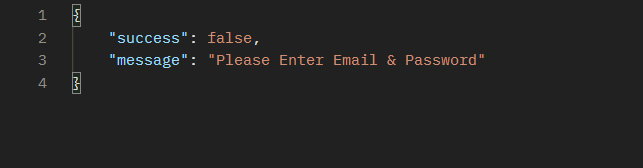 1 {
2 "success": false,
3 "message": "Please Enter Email & Password"
4 }